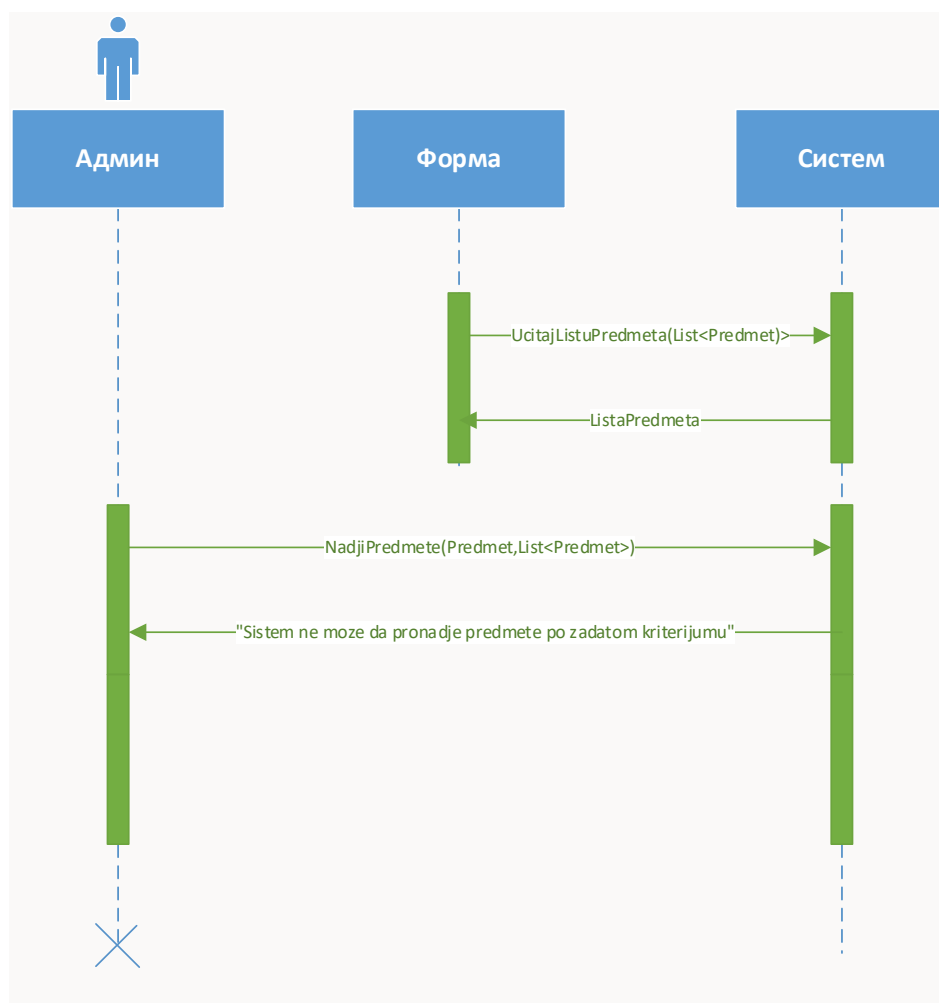 Админ
Форма
Систем
UcitajListuPredmeta(List<Predmet)>
ListaPredmeta
NadjiPredmete(Predmet,List<Predmet>)
"Sistem ne moze da pronadje predmete po zadatom kriterijumu"